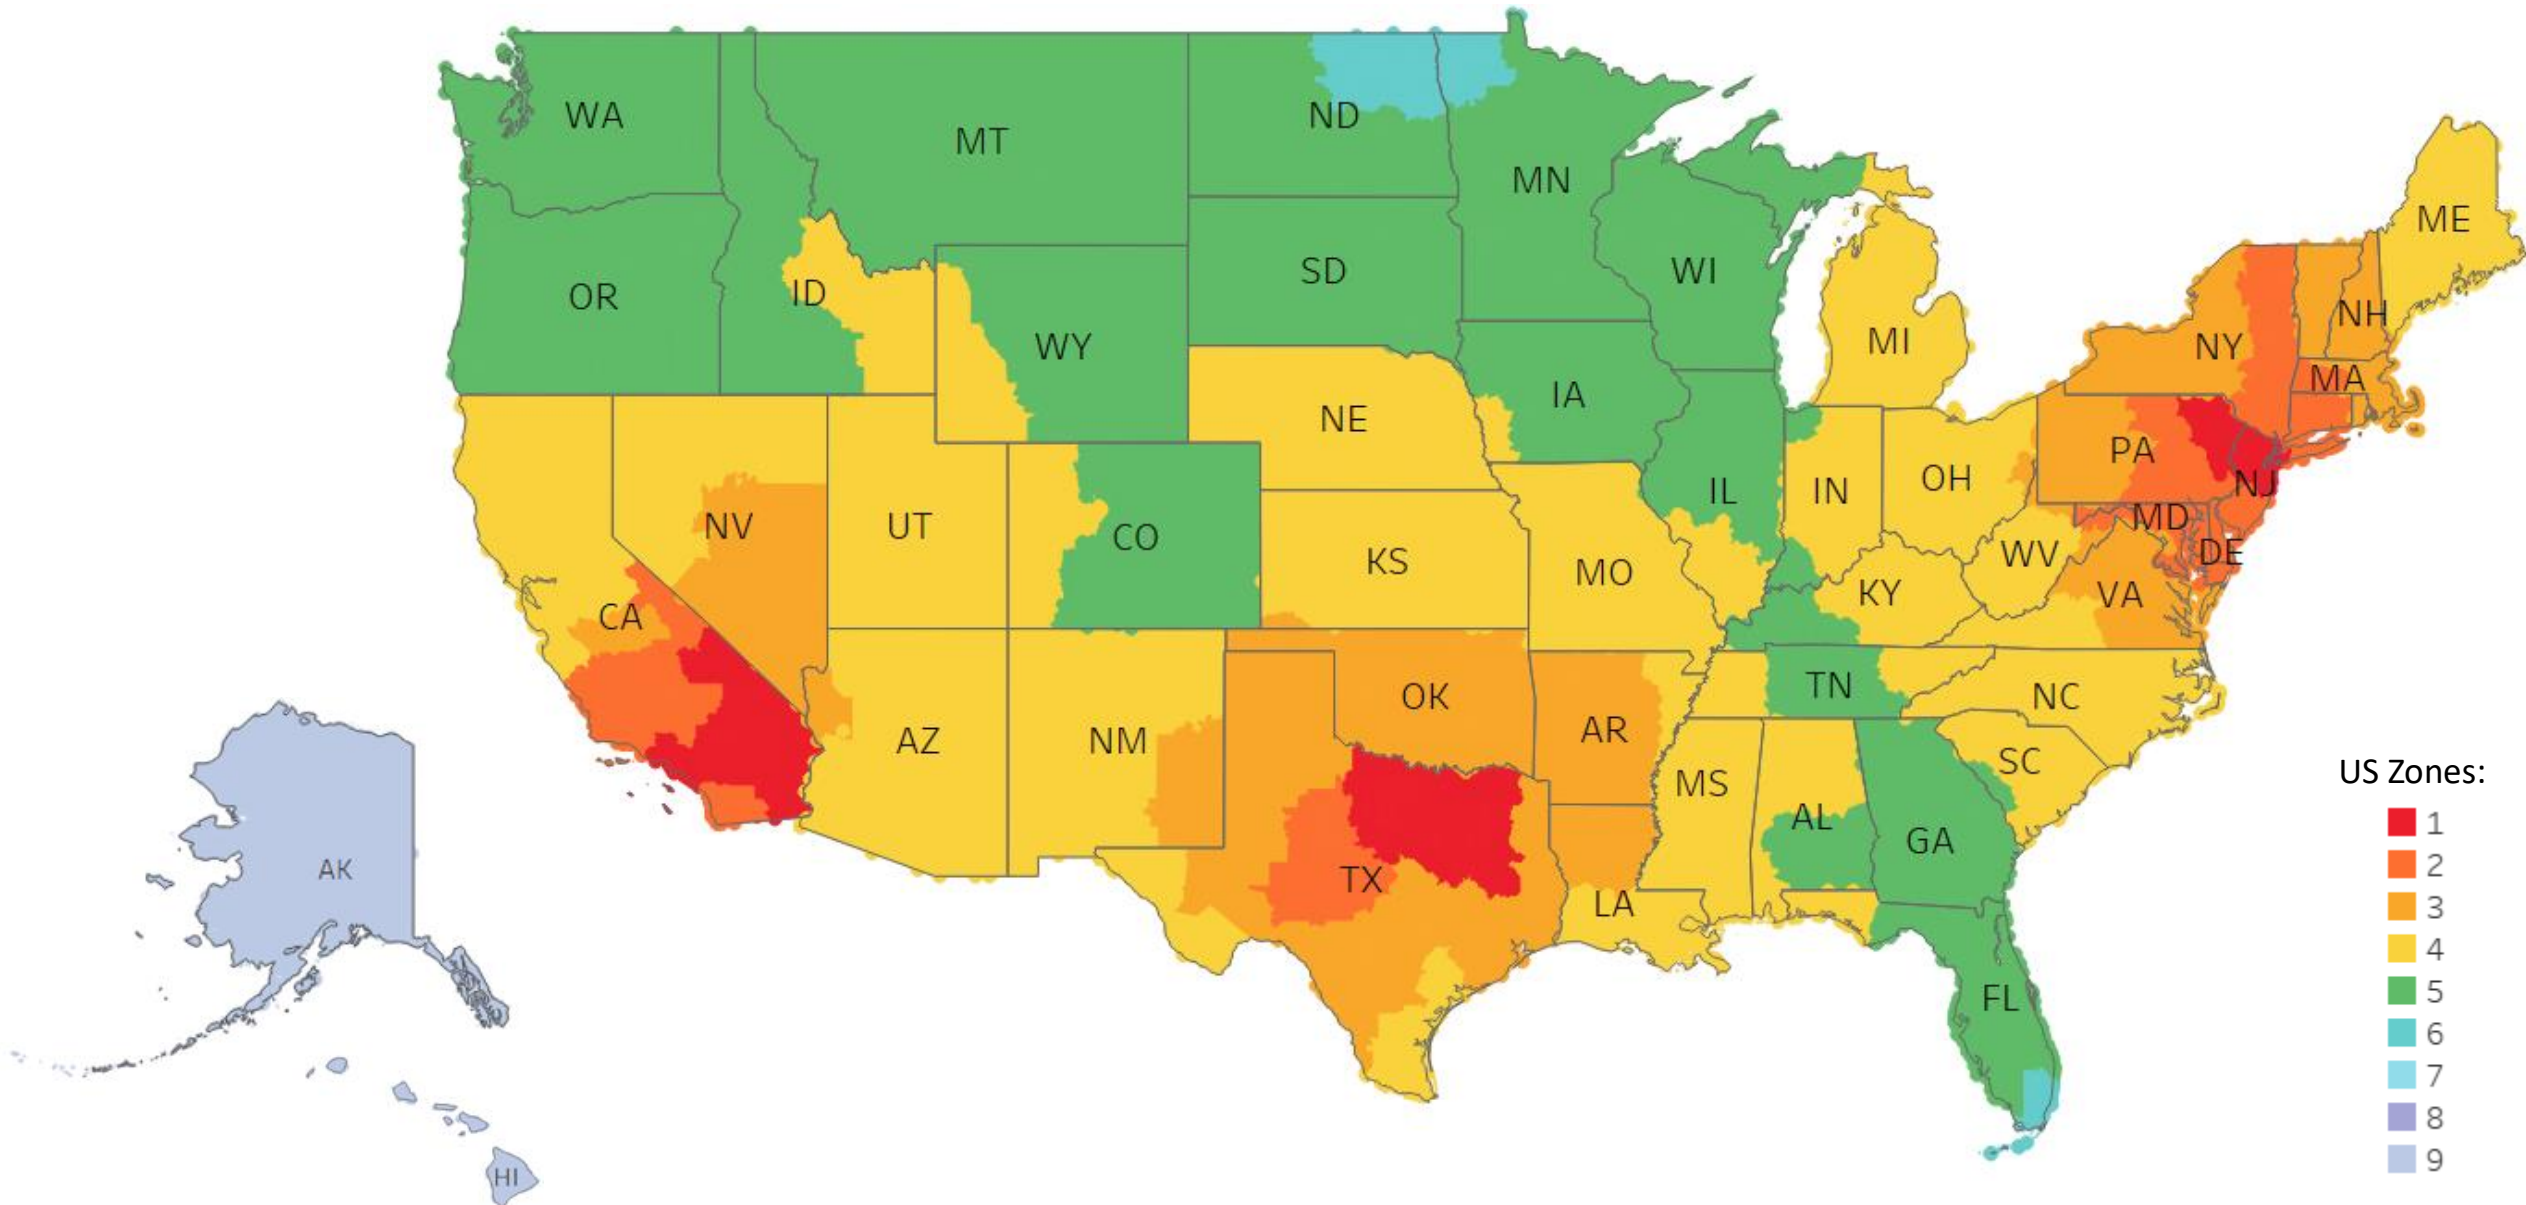 WA
MT
ND
MN
ME
OR
ID
SD
WI
WY
MI
NH
NY
MA
IA
NE
PA
NV
UT
CO
IL
IN
OH
NJ
MD
KS
MO
WV
DE
CA
KY
VA
OK
TN
NC
AZ
NM
AR
SC
MS
AL
GA
TX
LA
AK
FL
HI
US Zones:
1
2
3
4
5
6
7
8
9